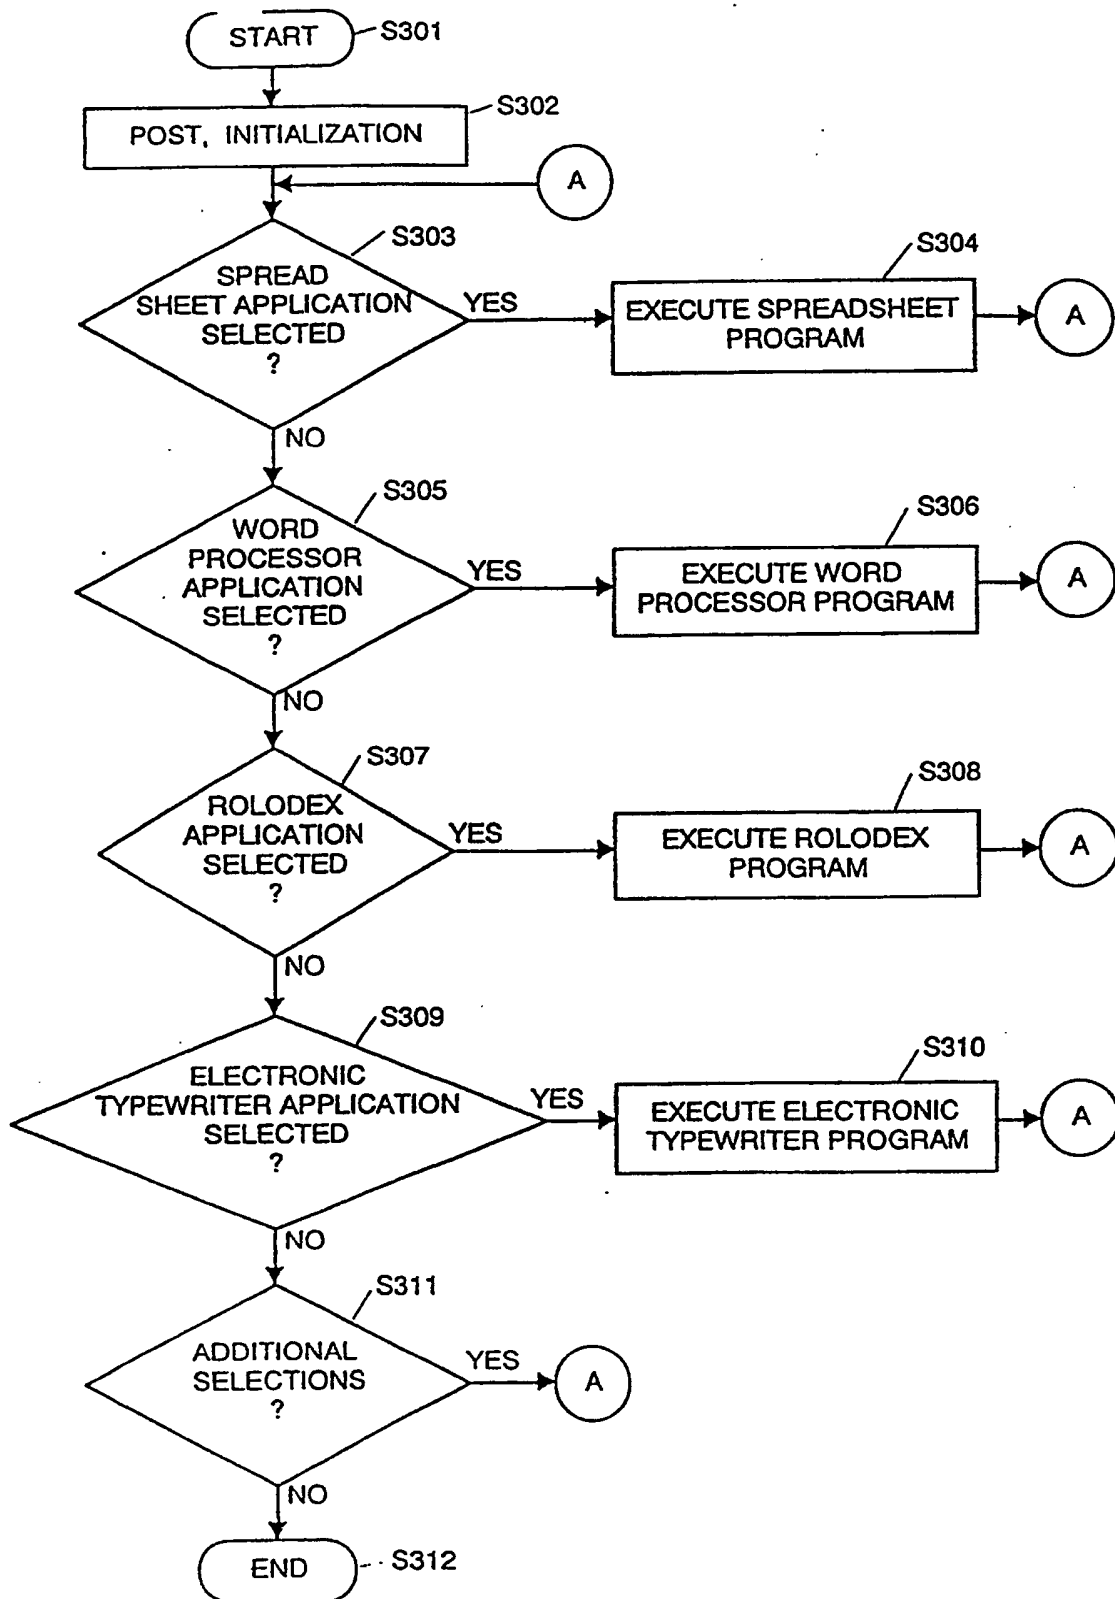 START
S301
POST, INITIALIZATION
S302
A
SPREAD
SHEET APPLICATION
SELECTED
?
S303
YES
EXECUTE SPREADSHEET
PROGRAM
S304
A
NO
WORD
PROCESSOR
APPLICATION
SELECTED
?
S305
YES
EXECUTE WORD
PROCESSOR PROGRAM
S306
A
NO
ROLODEX
APPLICATION
SELECTED
?
S307
YES
EXECUTE ROLODEX
PROGRAM
S308
A
NO
ELECTRONIC
TYPEWRITER APPLICATION
SELECTED
?
S309
YES
EXECUTE ELECTRONIC
TYPEWRITER PROGRAM
S310
A
NO
ADDITIONAL
SELECTIONS
?
S311
YES
A
NO
END
S312